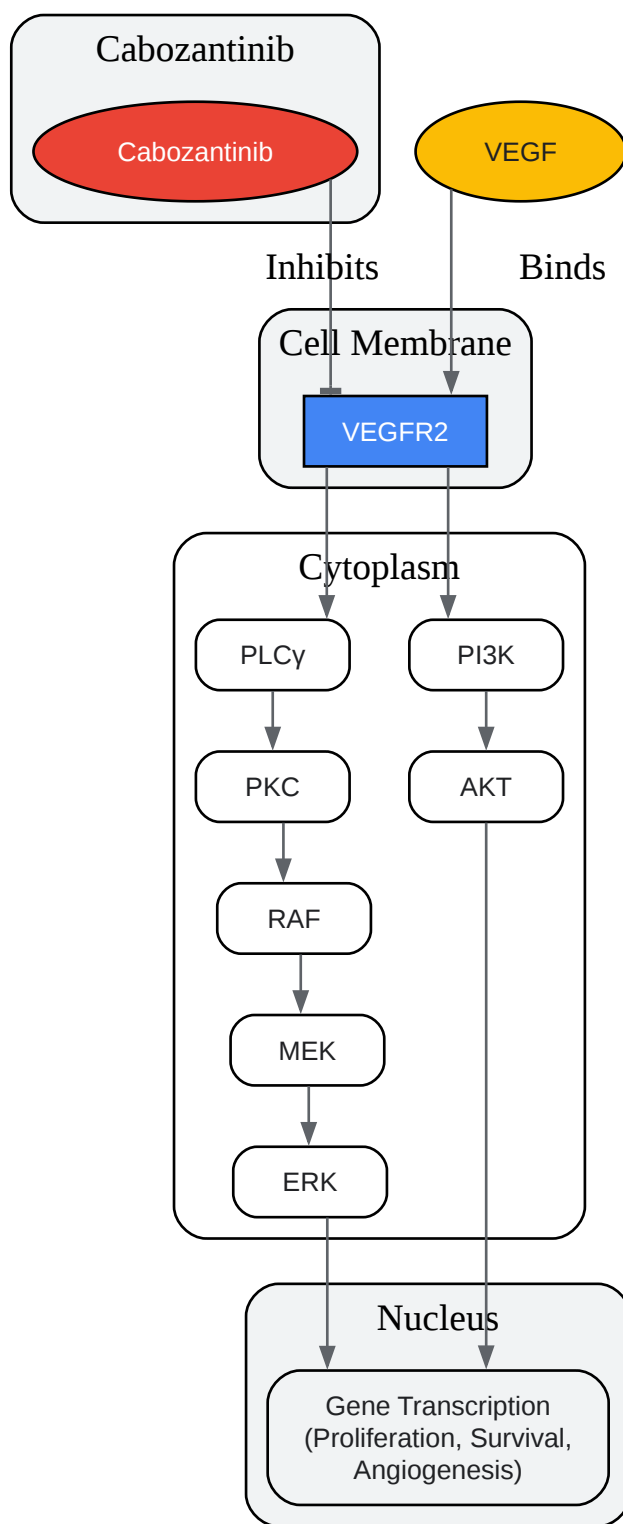 Cabozantinib
Cabozantinib
VEGF
Inhibits
Binds
Cell Membrane
VEGFR2
Cytoplasm
PLCγ
PI3K
PKC
AKT
RAF
MEK
ERK
Nucleus
Gene Transcription
(Proliferation, Survival,
Angiogenesis)